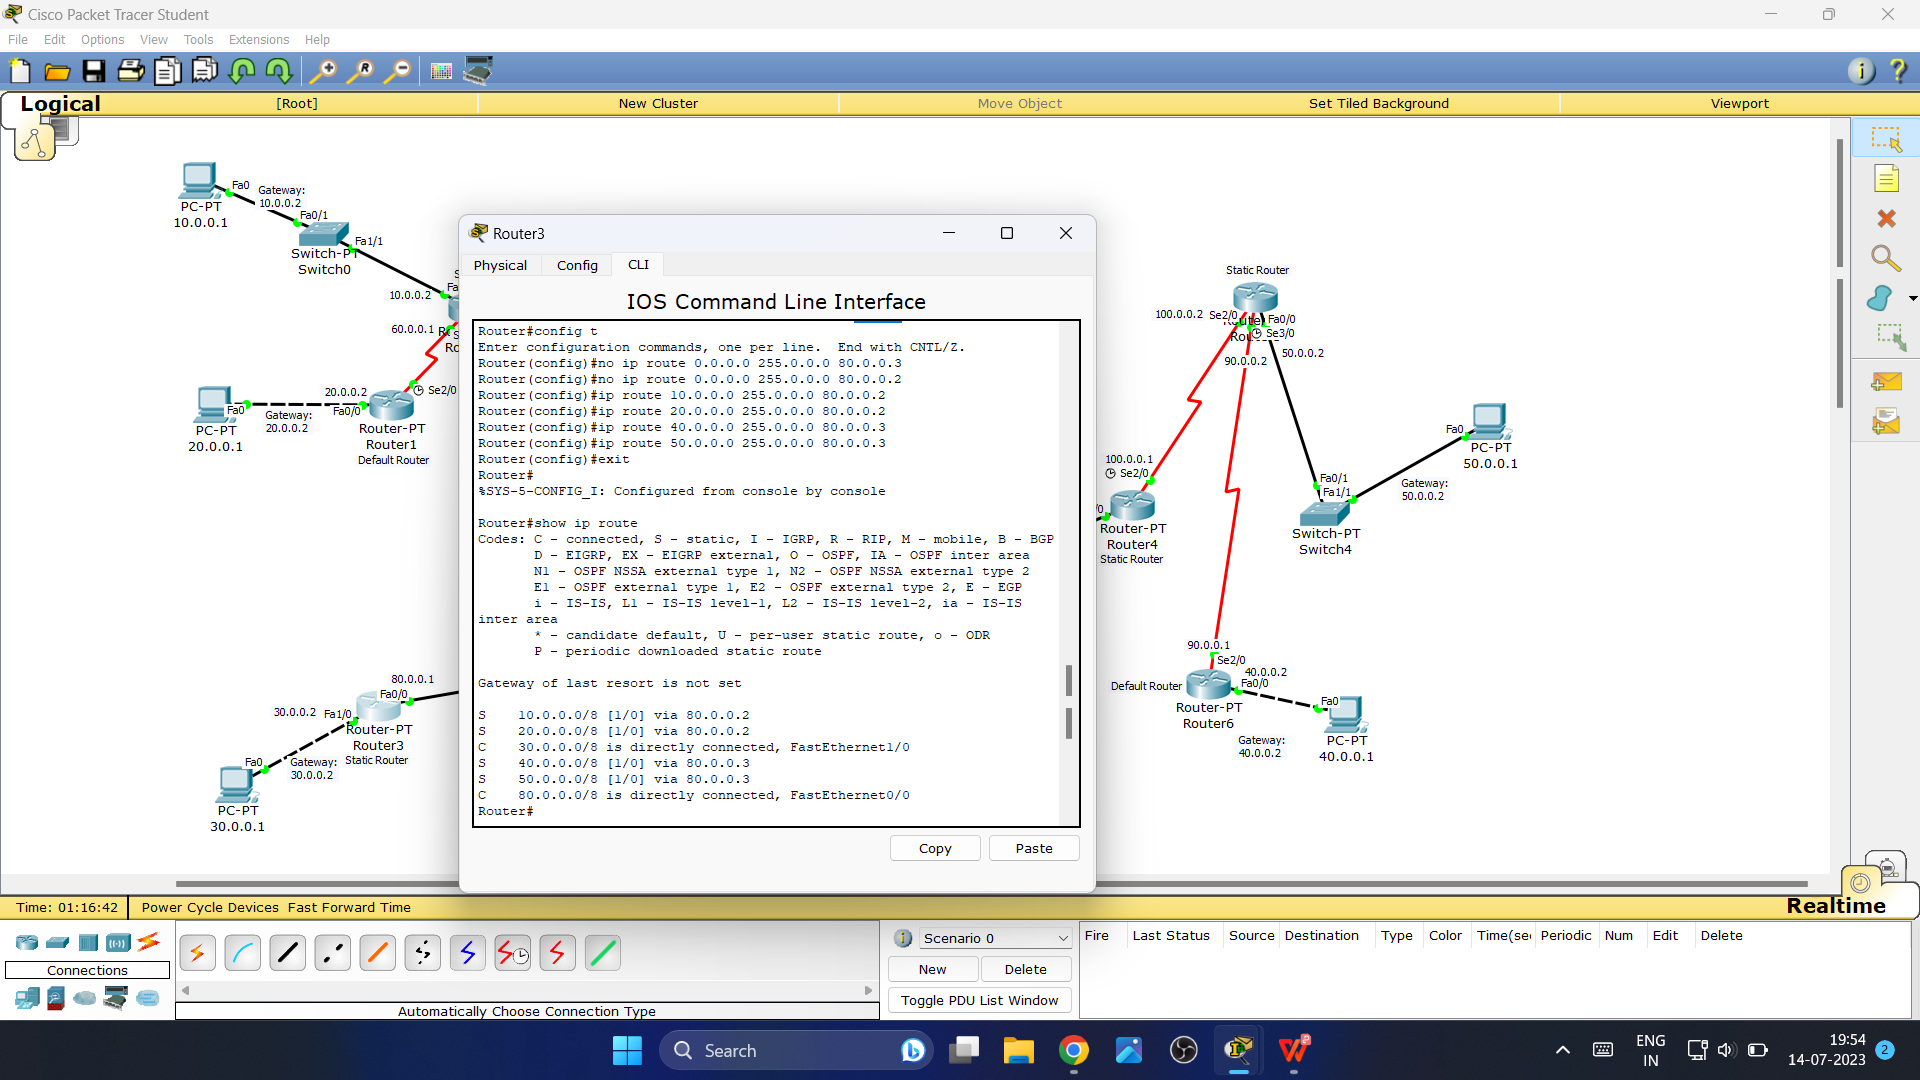 Cisco Packet Tracer Student
File Edit Options View Tools Extensions Help
Logical
[Root]
New Cluster
Move Object
Set Tiled Background
Viewport
Fa0
PC-PT
10.0.0.1
Gateway:
10.0.0.2
Fa0/1
Fa1/1
Switch-PT
Switch0
10.0.0.2
60.0.0.1
20.0.0.2
Se2/0
Fa0
Gateway:
20.0.0.2
Fa0/0
PC-PT
20.0.0.1
Router-PT
Router1
Default Router
80.0.0.1
Fa0/0
30.0.0.2 Fa1/0
Router-PT
Router3
Static Router
Fa0
Gateway:
30.0.0.2
PC-PT
30.0.0.1
Router3
Physical
Config
CLI
IOS Command Line Interface
Router#config t
Enter configuration commands, one per line.  End with CNTL/Z.
Router(config)#no ip route 0.0.0.0 255.0.0.0 80.0.0.3
Router(config)#no ip route 0.0.0.0 255.0.0.0 80.0.0.2
Router(config)#ip route 10.0.0.0 255.0.0.0 80.0.0.2
Router(config)#ip route 20.0.0.0 255.0.0.0 80.0.0.2
Router(config)#ip route 40.0.0.0 255.0.0.0 80.0.0.3
Router(config)#ip route 50.0.0.0 255.0.0.0 80.0.0.3
Router(config)#exit
Router#
%SYS-5-CONFIG_I: Configured from console by console
Router#show ip route
Codes: C - connected, S - static, I - IGRP, R - RIP, M - mobile, B - BGP
D - EIGRP, EX - EIGRP external, O - OSPF, IA - OSPF inter area
N1 - OSPF NSSA external type 1, N2 - OSPF NSSA external type 2
E1 - OSPF external type 1, E2 - OSPF external type 2, E - EGP
i - IS-IS, L1 - IS-IS level-1, L2 - IS-IS level-2, ia - IS-IS
inter area
* - candidate default, U - per-user static route, o - ODR
P - periodic downloaded static route
Gateway of last resort is not set
S    10.0.0.0/8 [1/0] via 80.0.0.2
S    20.0.0.0/8 [1/0] via 80.0.0.2
C    30.0.0.0/8 is directly connected, FastEthernet1/0
S    40.0.0.0/8 [1/0] via 80.0.0.3
S    50.0.0.0/8 [1/0] via 80.0.0.3
C    80.0.0.0/8 is directly connected, FastEthernet0/0
Router#
Copy
Paste
Static Router
100.0.0.2 Se2/0
Fa0/0
Se3/0
50.0.0.2
90.0.0.2
100.0.0.1
Se2/0
Router-PT
Router4
Static Router
Fa0
PC-PT
50.0.0.1
Gateway:
50.0.0.2
Fa0/1
Fa1/1
Switch-PT
Switch4
90.0.0.1
Se2/0
40.0.0.2
Fa0/0
Default Router
Router-PT
Router6
Fa0
Gateway:
40.0.0.2
PC-PT
40.0.0.1
Time: 01:16:42
Power Cycle Devices Fast Forward Time
Realtime
Connections
Automatically Choose Connection Type
Scenario 0
New
Delete
Toggle PDU List Window
Fire Last Status Source Destination Type Color Time(sec Periodic Num Edit Delete
Search
ENG
IN
19:54
14-07-2023
2